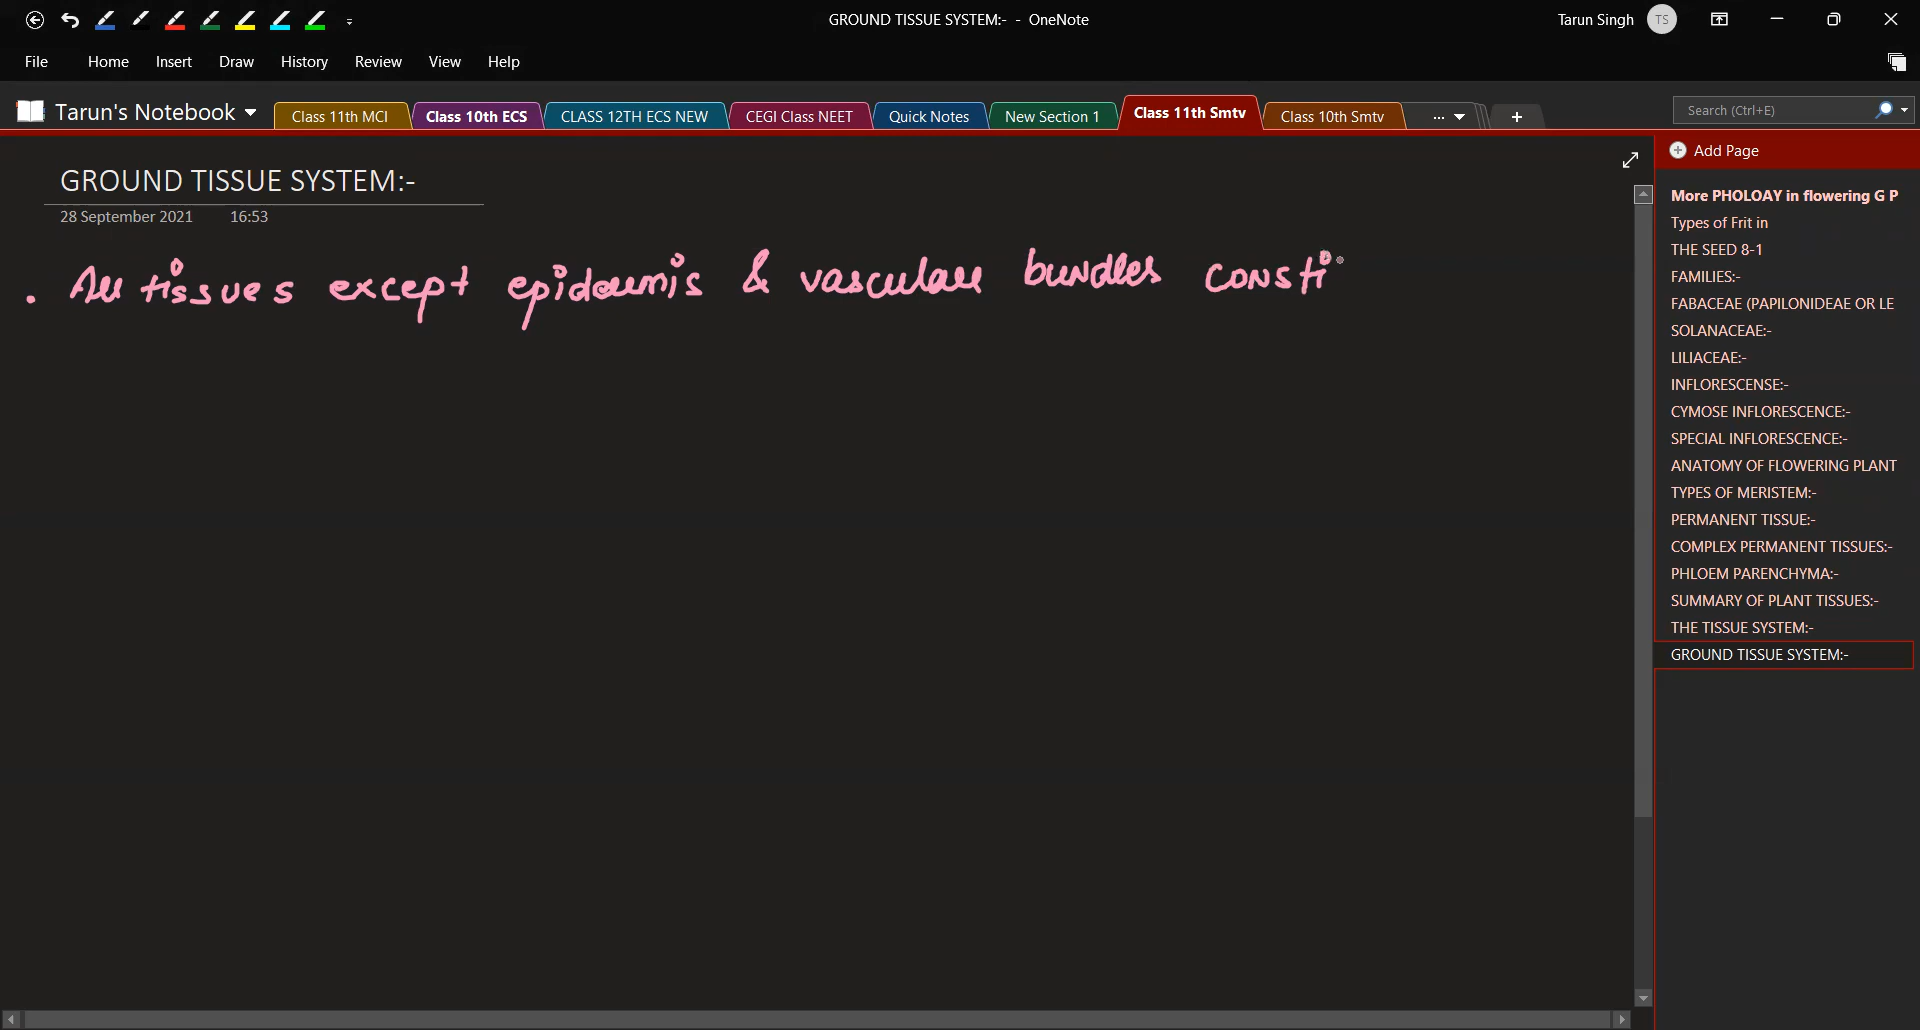 GROUND TISSUE SYSTEM:- - OneNote
Tarun Singh
TS
File Home Insert Draw History Review View Help
Tarun's Notebook
Class 11th MCI
Class 10th ECS
CLASS 12TH ECS NEW
CEGI Class NEET
Quick Notes
New Section 1
Class 11th Smtv
Class 10th Smtv
...
+
Search (Ctrl+E)
GROUND TISSUE SYSTEM:-
28 September 2021 16:53
. All tissues except epidermis & vascular bundles consti
Add Page
More PHOLOAY in flowering G P
Types of Frit in
THE SEED 8-1
FAMILIES:-
FABACEAE (PAPILONIDEAE OR LE
SOLANACEAE:-
LILIACEAE:-
INFLORESCENSE:-
CYMOSE INFLORESCENCE:-
SPECIAL INFLORESCENCE:-
ANATOMY OF FLOWERING PLANT
TYPES OF MERISTEM:-
PERMANENT TISSUE:-
COMPLEX PERMANENT TISSUES:-
PHLOEM PARENCHYMA:-
SUMMARY OF PLANT TISSUES:-
THE TISSUE SYSTEM:-
GROUND TISSUE SYSTEM:-